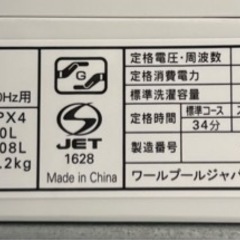 0Hz用
PX4
0L
08L
.2kg
G
S
JET
1628
Made in China
定格電圧・周波数
定格消費電力
標準洗濯容量
定格時間
標準コース
34分
製造番号
ワールプールジャパ